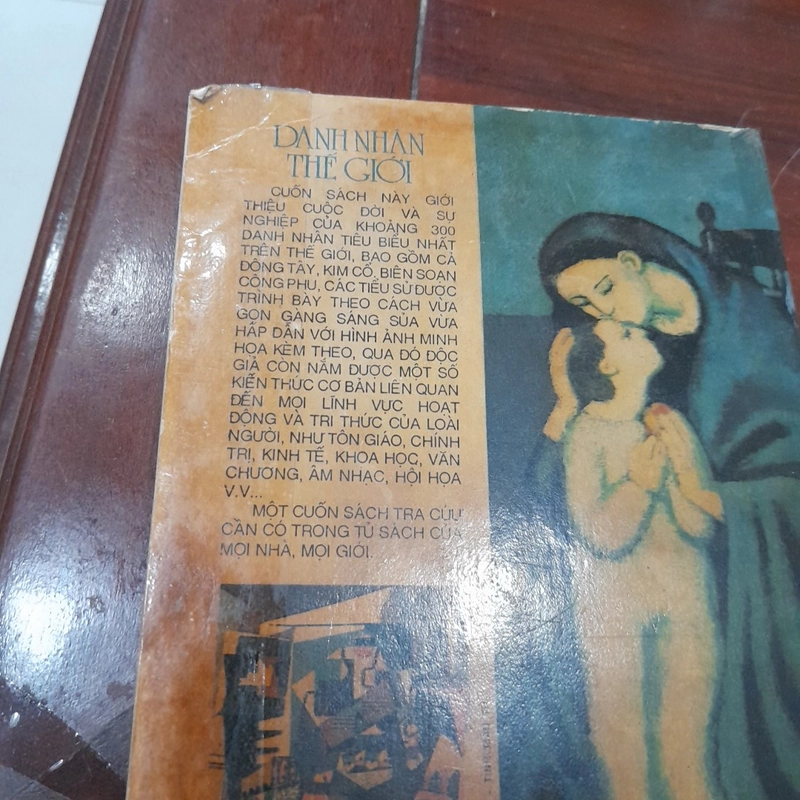 DANH NHÂN
THẾ GIỚI
CUỐN SÁCH NÀY GIỚI
THIỆU CUỘC ĐỜI VÀ SỰ
NGHIỆP CỦA KHOẢNG 300
DANH NHÂN TIÊU BIỂU NHẤT
TRÊN THẾ GIỚI, BAO GỒM CẢ
ĐÔNG TÂY, KIM CỔ, BIÊN SOẠN
CÔNG PHU, CÁC TIỂU SỬ ĐƯỢC
TRÌNH BÀY THEO CÁCH VỪA
GỌN GÀNG SÁNG SỦA VỪA
HẤP DẪN VỚI HÌNH ẢNH MINH
HỌA KÈM THEO, QUA ĐÓ ĐỘC
GIẢ CÒN NẮM ĐƯỢC MỘT SỐ
KIẾN THỨC CƠ BẢN LIÊN QUAN
ĐẾN MỌI LĨNH VỰC HOẠT
ĐỘNG VÀ TRI THỨC CỦA LOÀI
NGƯỜI, NHƯ TÔN GIÁO, CHÍNH
TRỊ, KINH TẾ, KHOA HỌC, VĂN
CHƯƠNG, ÂM NHẠC, HỘI HỌA
V.V...
MỘT CUỐN SÁCH TRA CỨU
CẦN CÓ TRONG TỦ SÁCH CỦA
MỌI NHÀ, MỌI GIỚI.